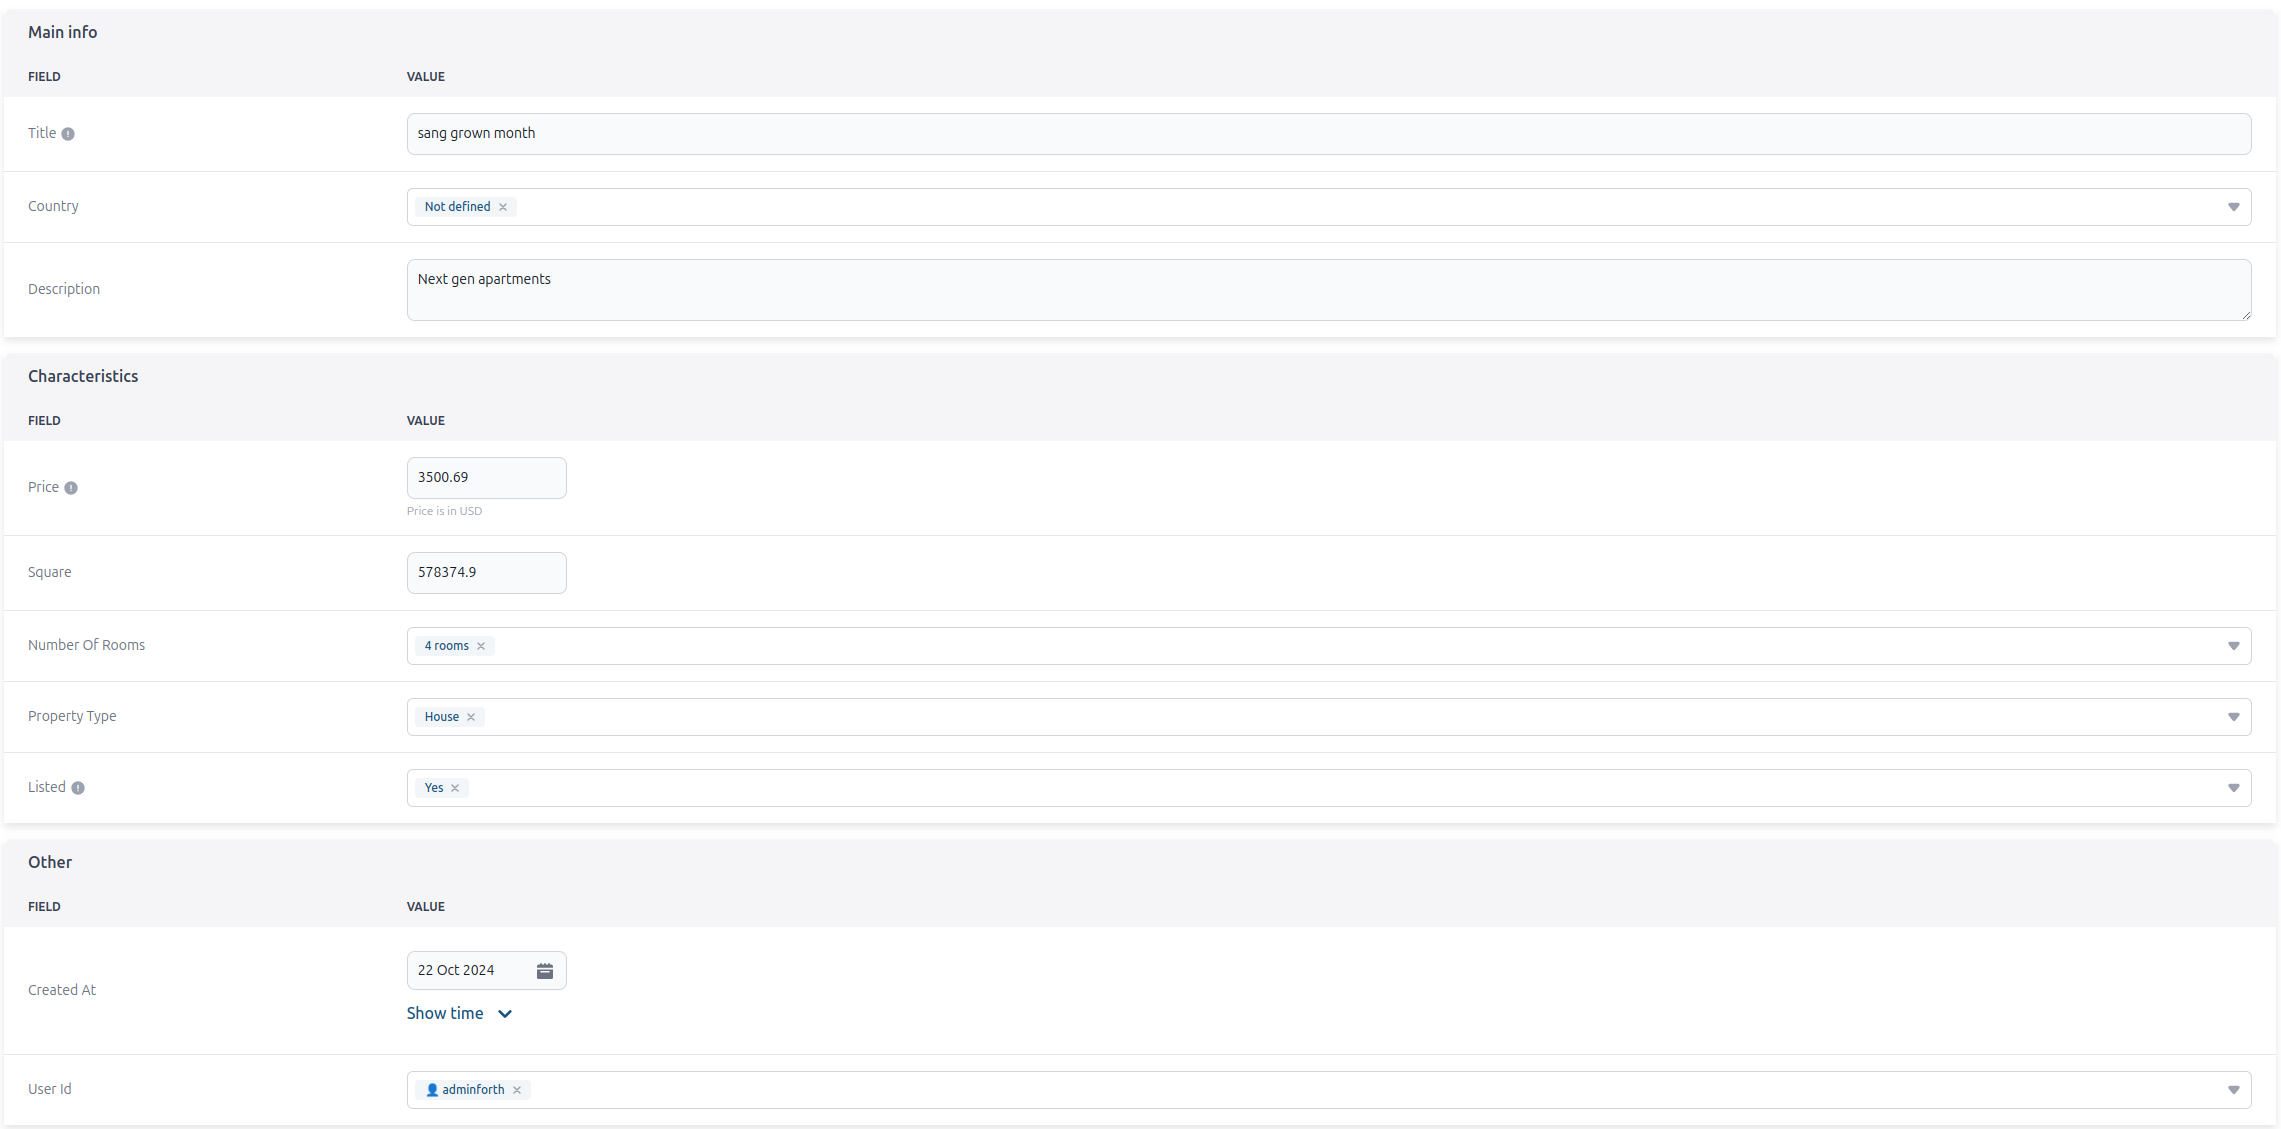 Main info
FIELD VALUE
Title sang grown month
Country Not defined
Description Next gen apartments
Characteristics
FIELD VALUE
Price 3500.69
Price is in USD
Square 578374.9
Number Of Rooms 4 rooms
Property Type House
Listed Yes
Other
FIELD VALUE
Created At 22 Oct 2024
Show time
User Id 👤 adminforth